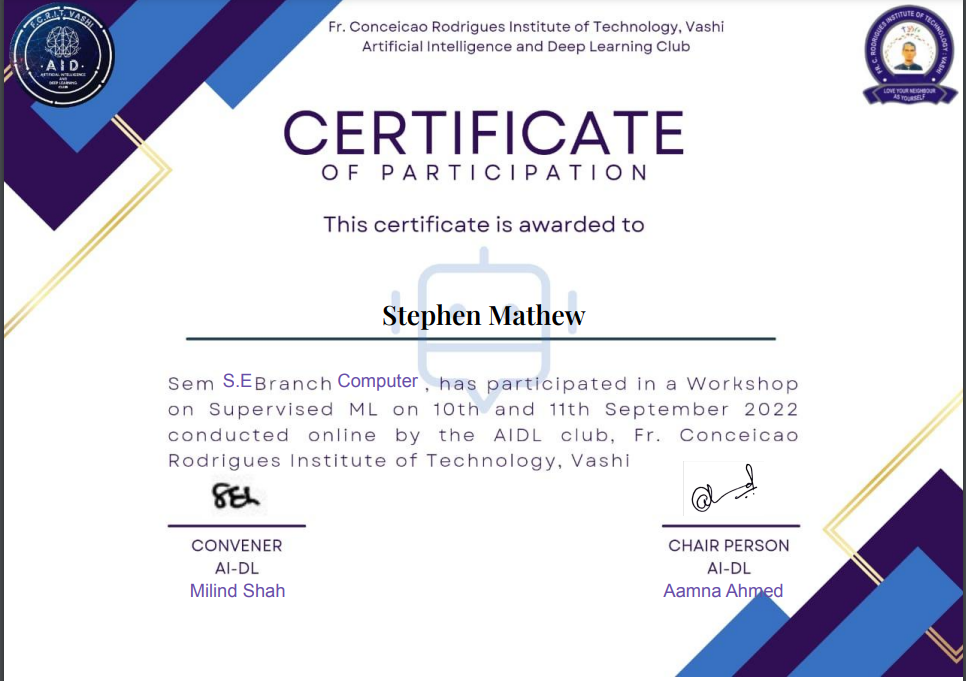 F.C.R.I.T, VASHI
·AID·
ARTIFICIAL INTELLIGENCE
AND
DEEP LEARNING
CLUB
Fr. Conceicao Rodrigues Institute of Technology, Vashi
Artificial Intelligence and Deep Learning Club
FR. C. RODRIGUES INSTITUTE OF TECHNOLOGY. VASHI
LOVE YOUR NEIGHBOUR
AS YOURSELF
CERTIFICATE
OF PARTICIPATION
This certificate is awarded to
Stephen Mathew
Sem S.E Branch Computer , has participated in a Workshop
on Supervised ML on 10th and 11th September 2022
conducted online by the AIDL club, Fr. Conceicao
Rodrigues Institute of Technology, Vashi
CONVENER
AI-DL
Milind Shah
CHAIR PERSON
AI-DL
Aamna Ahmed